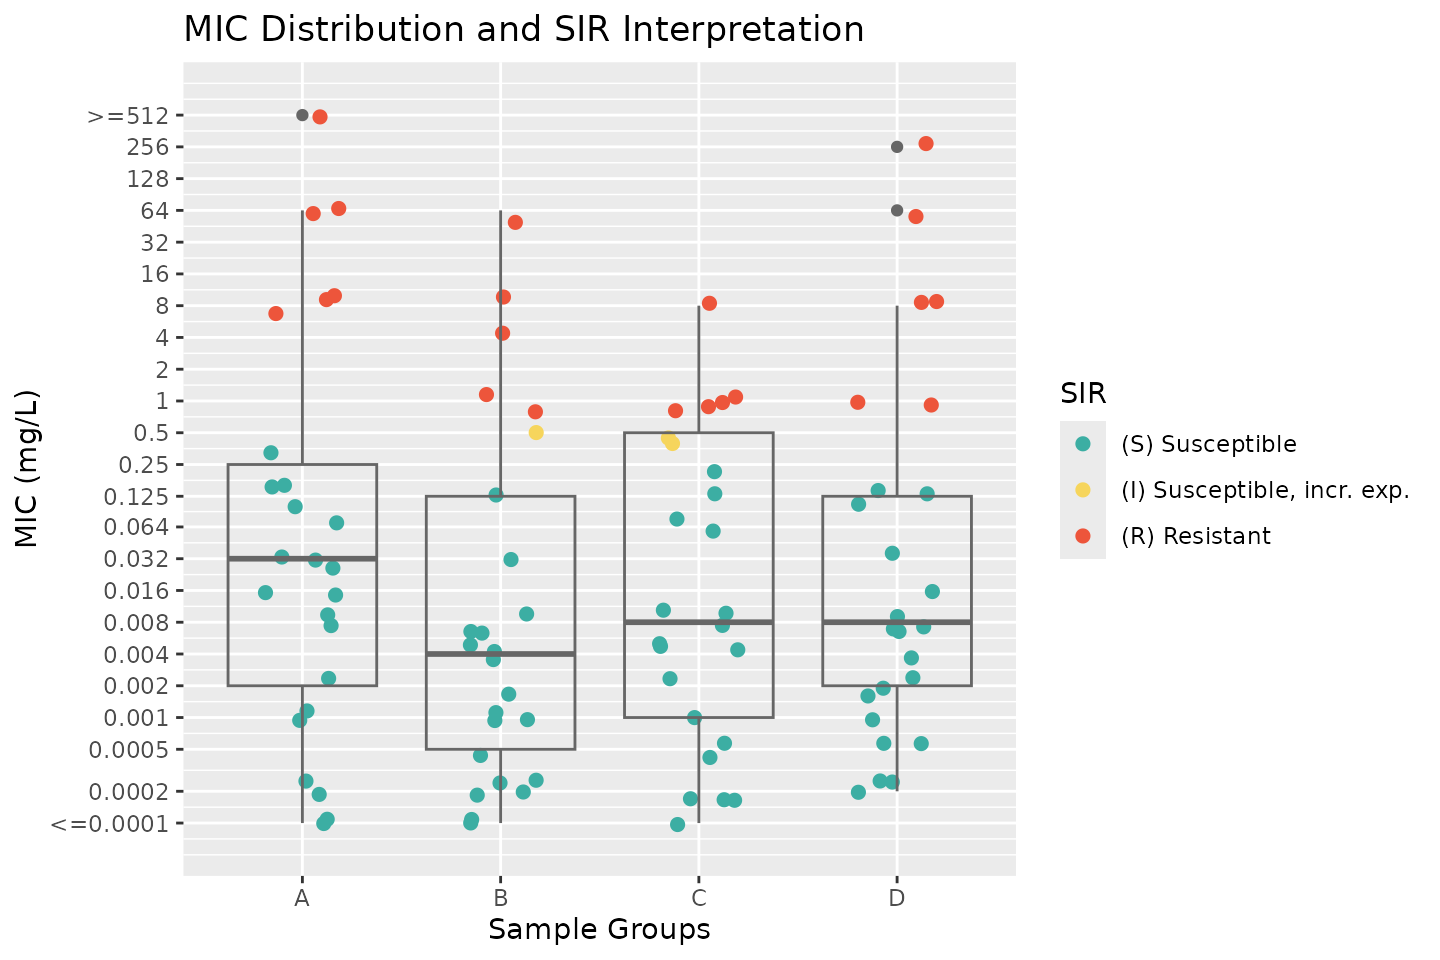 MIC Distribution and SIR Interpretation
MIC (mg/L)
>=512
256
128
64
32
16
8
4
2
1
0.5
0.25
0.125
0.064
0.032
0.016
0.008
0.004
0.002
0.001
0.0005
0.0002
<=0.0001
A B C D
Sample Groups
SIR
(S) Susceptible
(I) Susceptible, incr. exp.
(R) Resistant